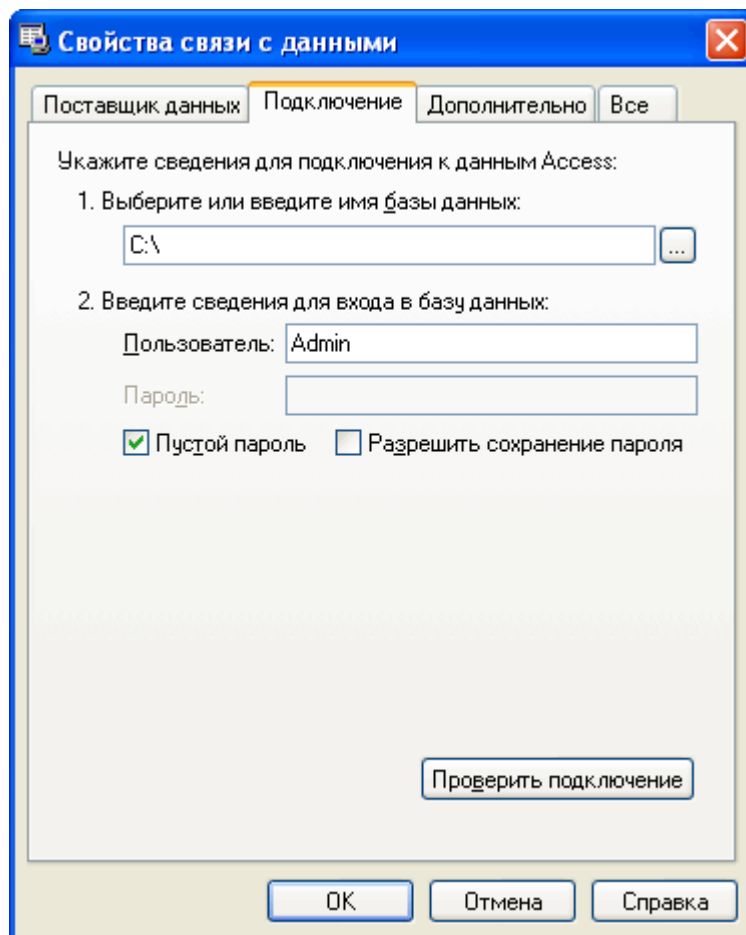 Свойства связи с данными
Поставщик данных Подключение Дополнительно Все
Укажите сведения для подключения к данным Access:
1. Выберите или введите имя базы данных:
C:\ ...
2. Введите сведения для входа в базу данных:
Пользователь: Admin
Пароль:
Пустой пароль Разрешить сохранение пароля
Проверить подключение
OK Отмена Справка